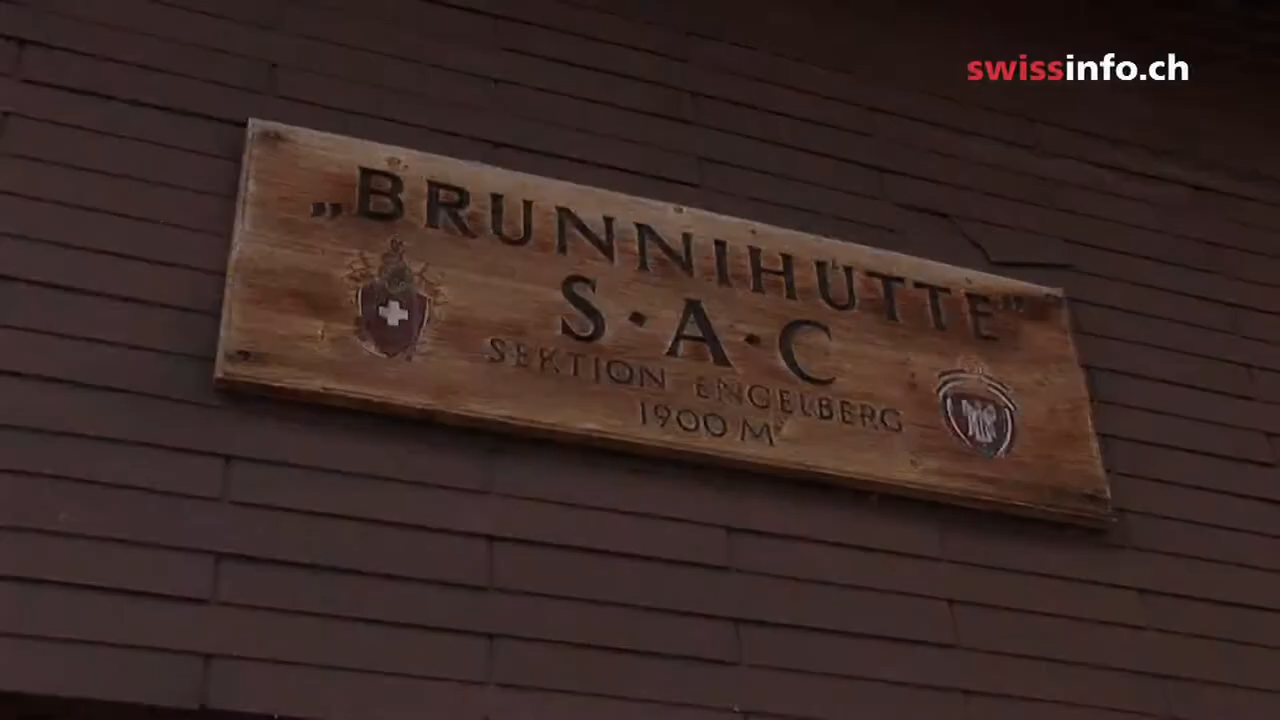 swissinfo.ch
„BRUNNIHÜTTE"
S·A·C
SEKTION ENGELBERG
1900 M